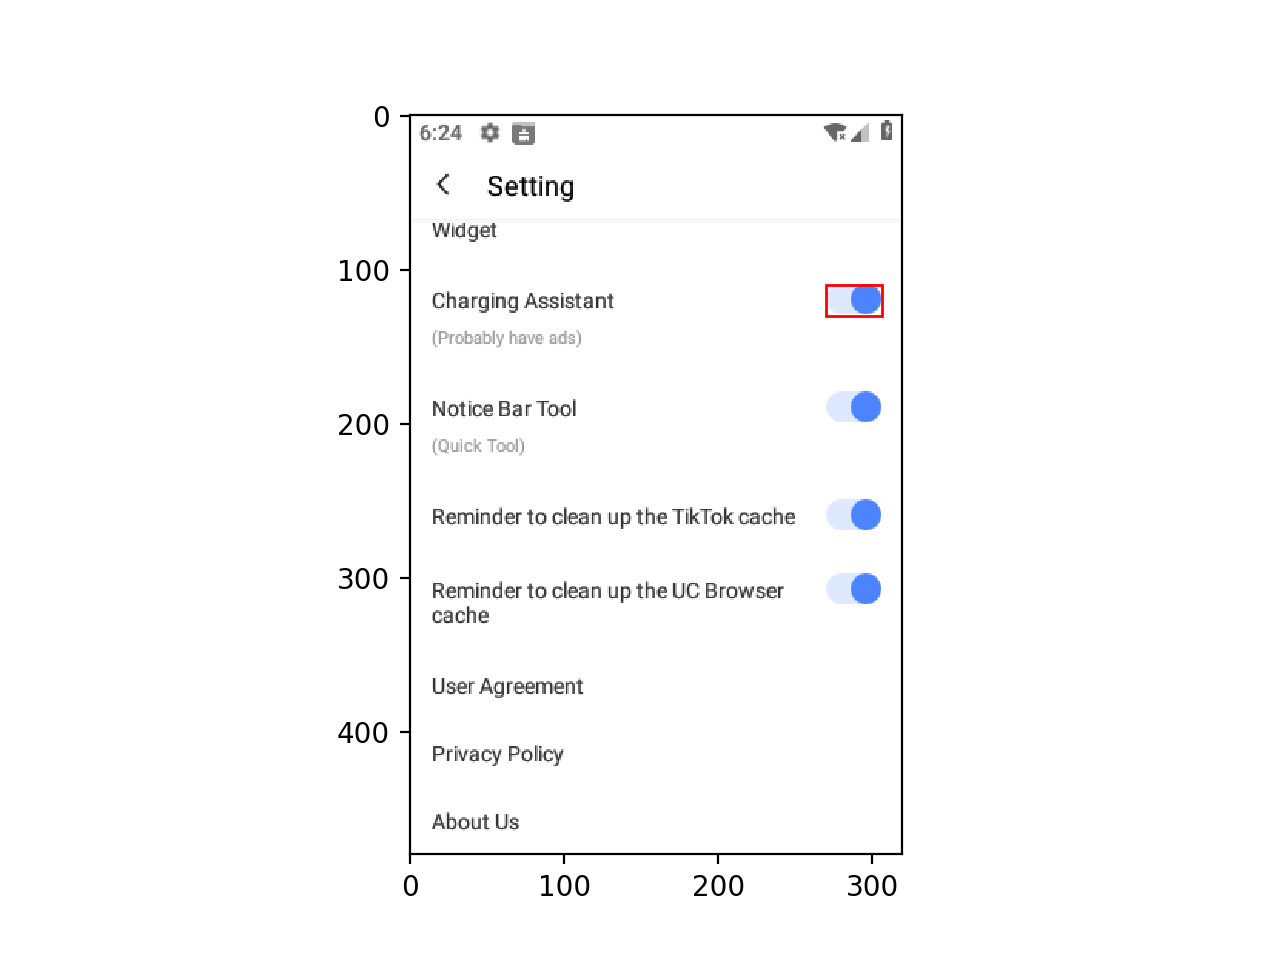 0
6:24
Setting
Widget
100
Charging Assistant
(Probably have ads)
200
Notice Bar Tool
(Quick Tool)
Reminder to clean up the TikTok cache
300
Reminder to clean up the UC Browser
cache
User Agreement
400
Privacy Policy
About Us
0 100 200 300